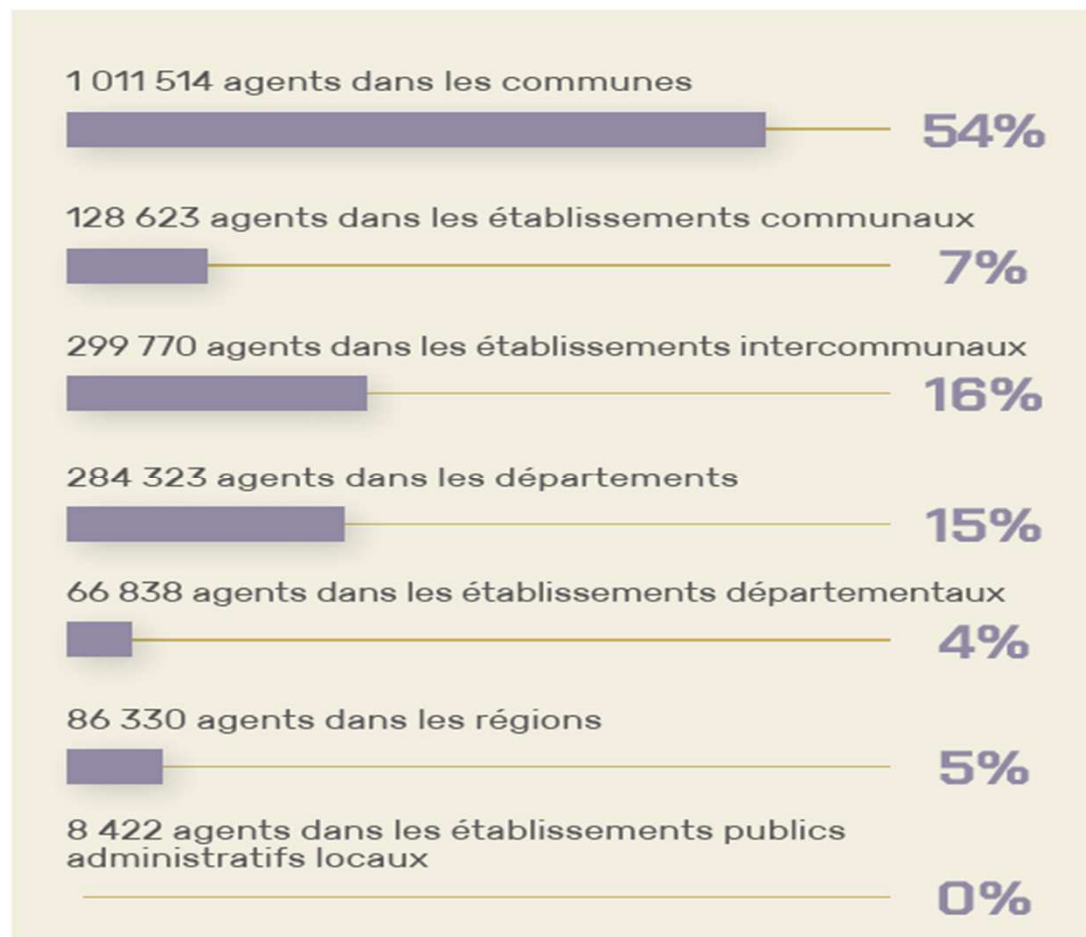 1 011 514 agents dans les communes
54%
128 623 agents dans les établissements communaux
7%
299 770 agents dans les établissements intercommunaux
16%
284 323 agents dans les départements
15%
66 838 agents dans les établissements départementaux
4%
86 330 agents dans les régions
5%
8 422 agents dans les établissements publics
administratifs locaux
0%